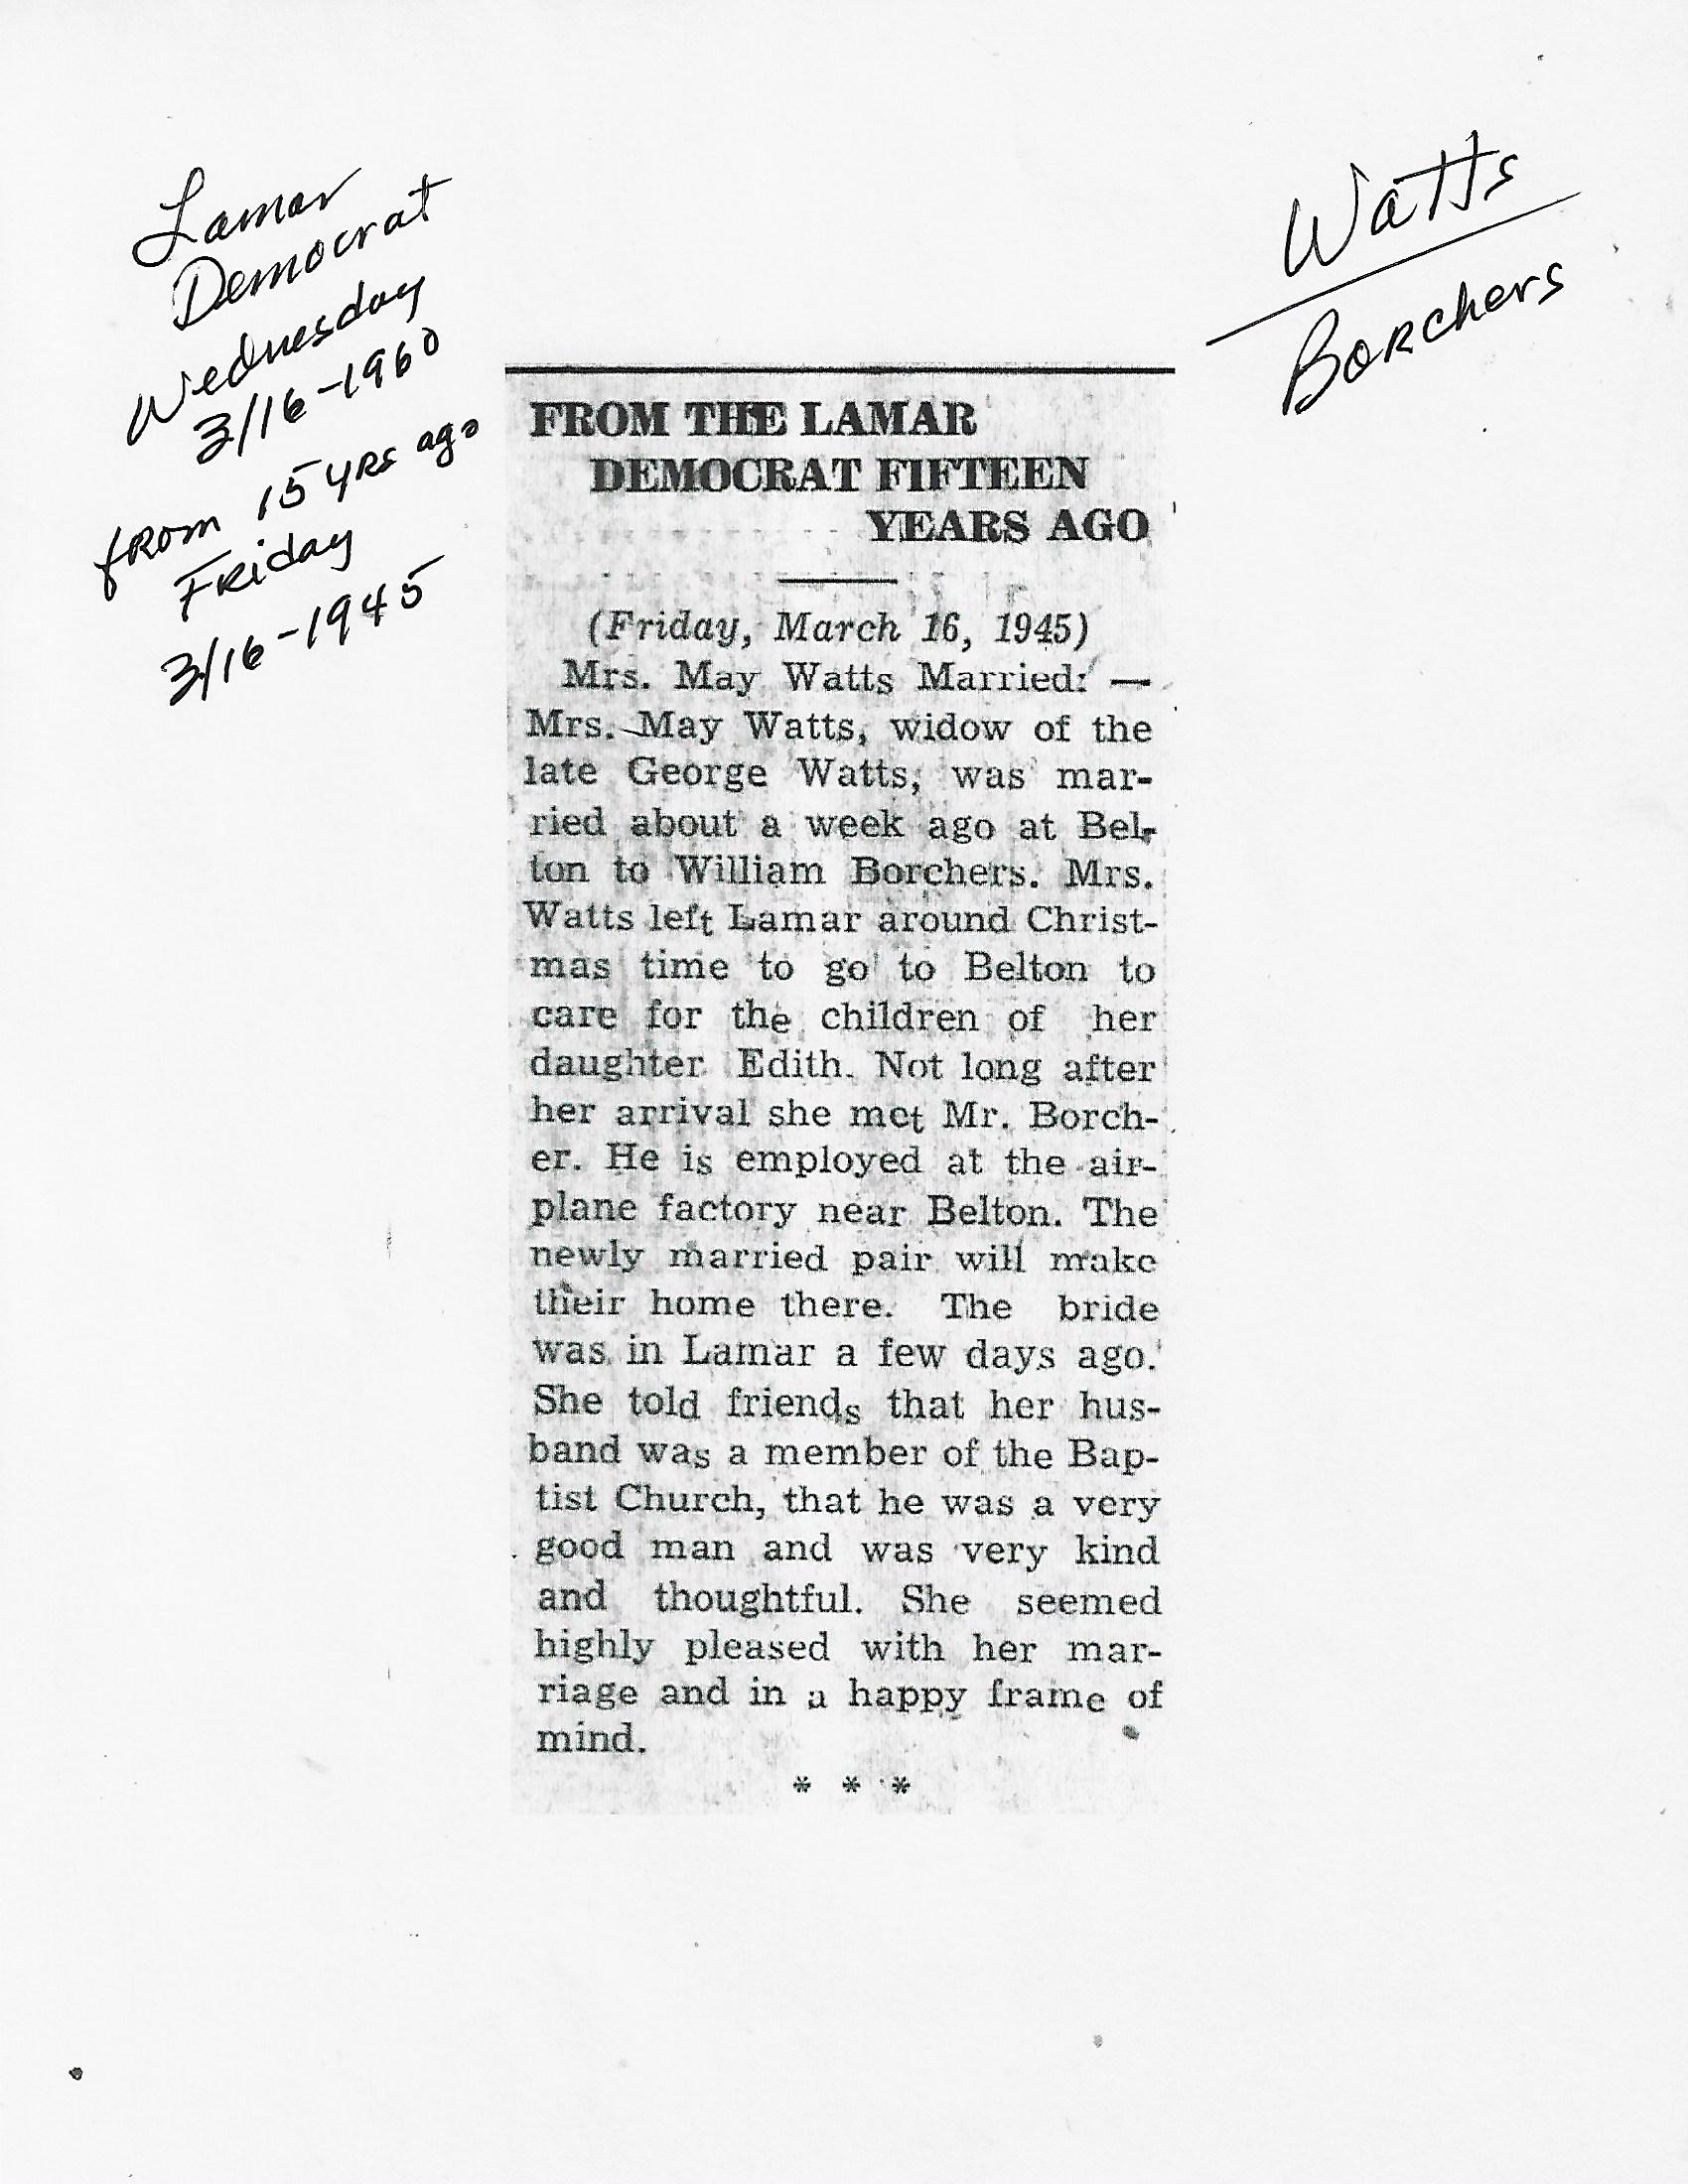 Lamar
Democrat
Wednesday
3/16-1960
from 15 yrs ago
Friday
3/16-1945
Watts
Borchers
FROM THE LAMAR
DEMOCRAT FIFTEEN
YEARS AGO
(Friday, March 16, 1945)
Mrs. May Watts Married: —
Mrs. May Watts, widow of the
late George Watts, was mar-
ried about a week ago at Bel-
ton to William Borchers. Mrs.
Watts left Lamar around Christ-
mas time to go to Belton to
care for the children of her
daughter Edith. Not long after
her arrival she met Mr. Borch-
er. He is employed at the air-
plane factory near Belton. The
newly married pair will make
their home there. The bride
was in Lamar a few days ago.
She told friends that her hus-
band was a member of the Bap-
tist Church, that he was a very
good man and was very kind
and thoughtful. She seemed
highly pleased with her mar-
riage and in a happy frame of
mind.
* * *